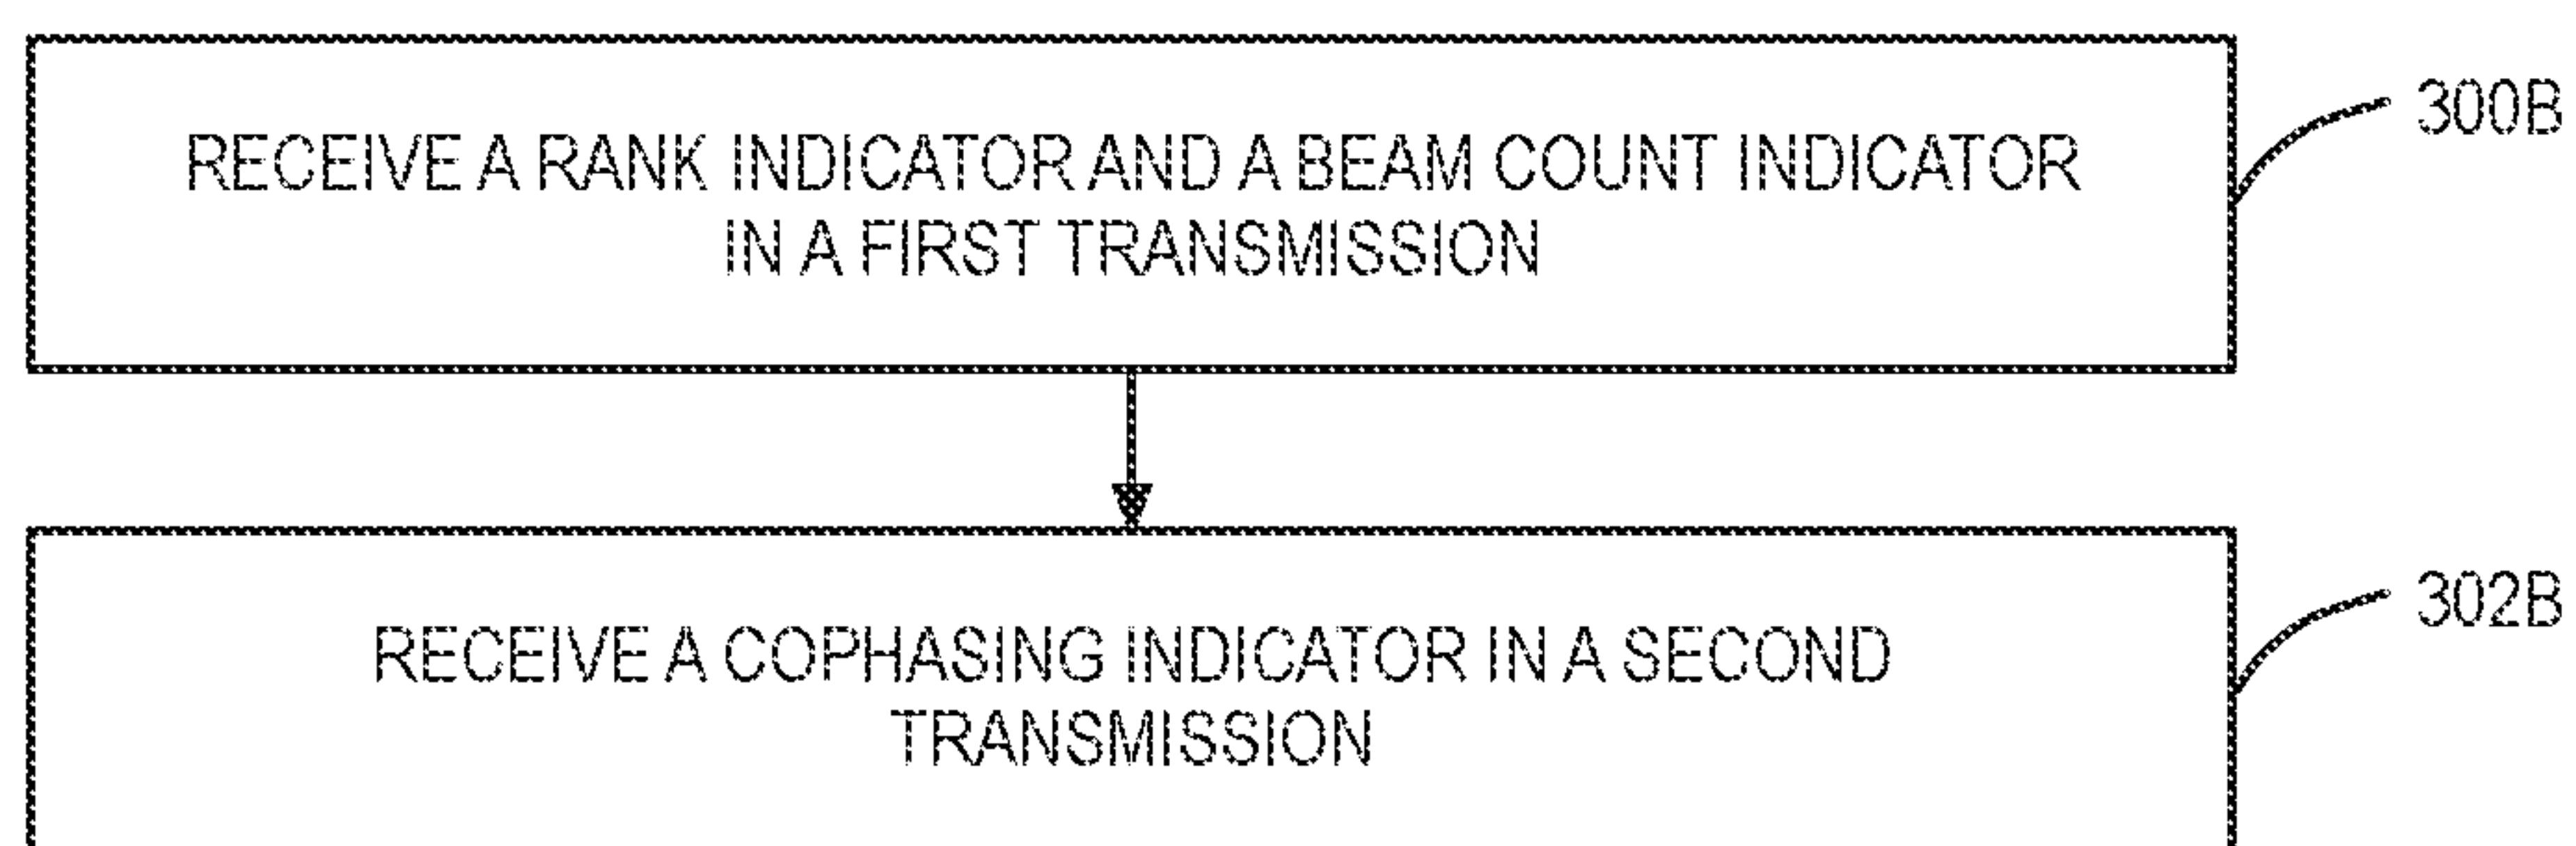 RECEIVE A RANK INDICATOR AND A BEAM COUNT INDICATOR
IN A FIRST TRANSMISSION
300B
RECEIVE A COPHASING INDICATOR IN A SECOND
TRANSMISSION
302B